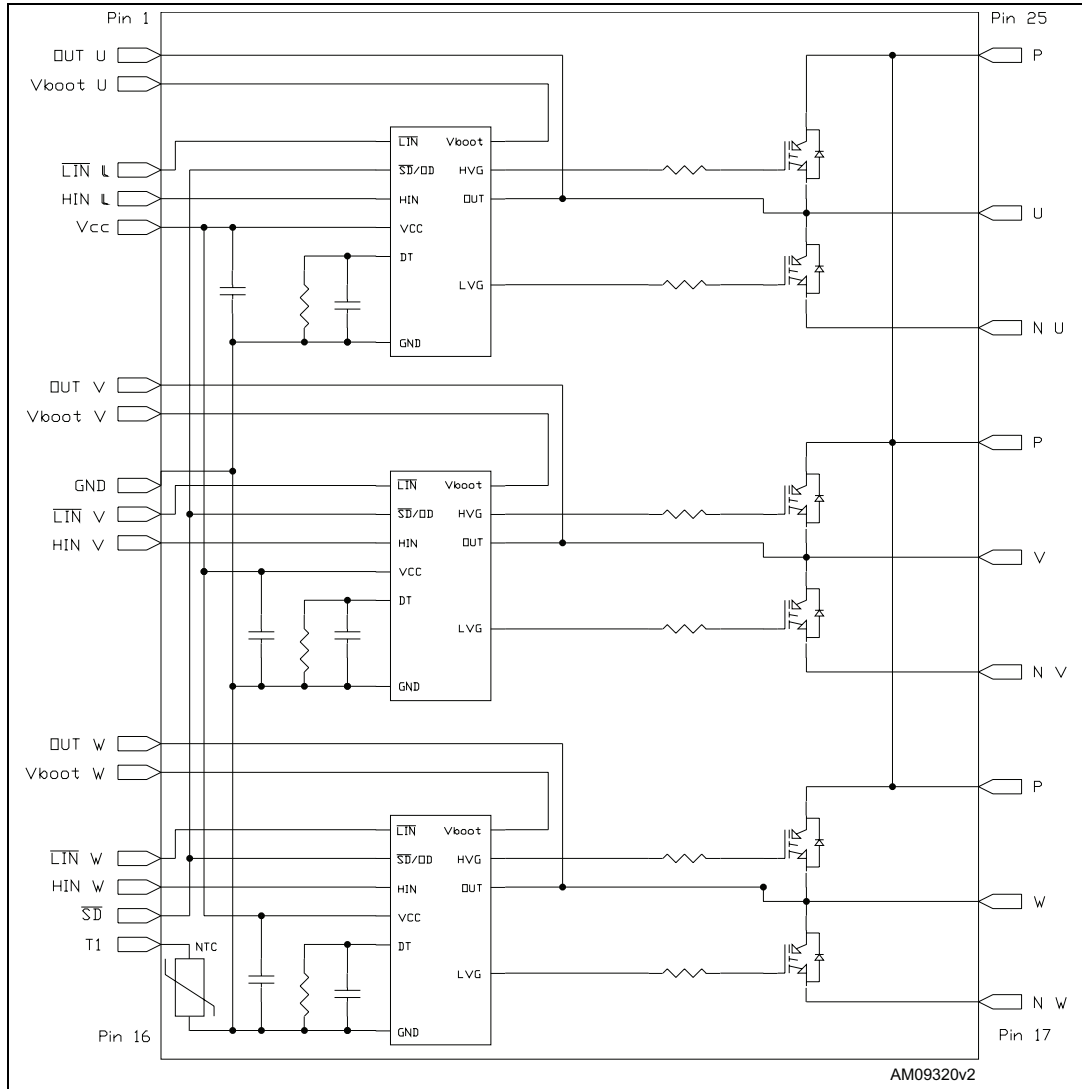 Pin 1
Pin 25
OUT U
P
Vboot U
LIN
Vboot
LIN
SD/OD
HVG
HIN
HIN
OUT
U
Vcc
VCC
DT
LVG
GND
N U
OUT V
Vboot V
P
GND
LIN
Vboot
LIN V
SD/OD
HVG
HIN V
HIN
OUT
V
VCC
DT
LVG
GND
N V
OUT W
Vboot W
P
LIN
Vboot
LIN W
SD/OD
HVG
HIN W
HIN
OUT
W
SD
VCC
T1
NTC
DT
LVG
N W
Pin 16
GND
Pin 17
AM09320v2